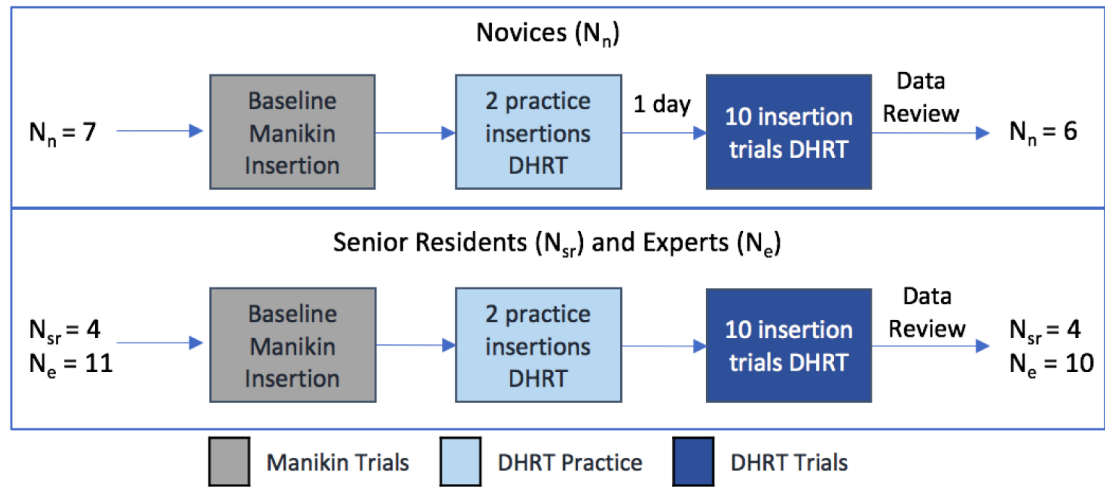 Novices (Nₙ)
Nₙ = 7
Baseline
Manikin
Insertion
2 practice
insertions
DHRT
1 day
10 insertion
trials DHRT
Data
Review
Nₙ = 6
Senior Residents (Nₛᵣ) and Experts (Nₑ)
Nₛᵣ = 4
Nₑ = 11
Baseline
Manikin
Insertion
2 practice
insertions
DHRT
10 insertion
trials DHRT
Data
Review
Nₛᵣ = 4
Nₑ = 10
Manikin Trials
DHRT Practice
DHRT Trials